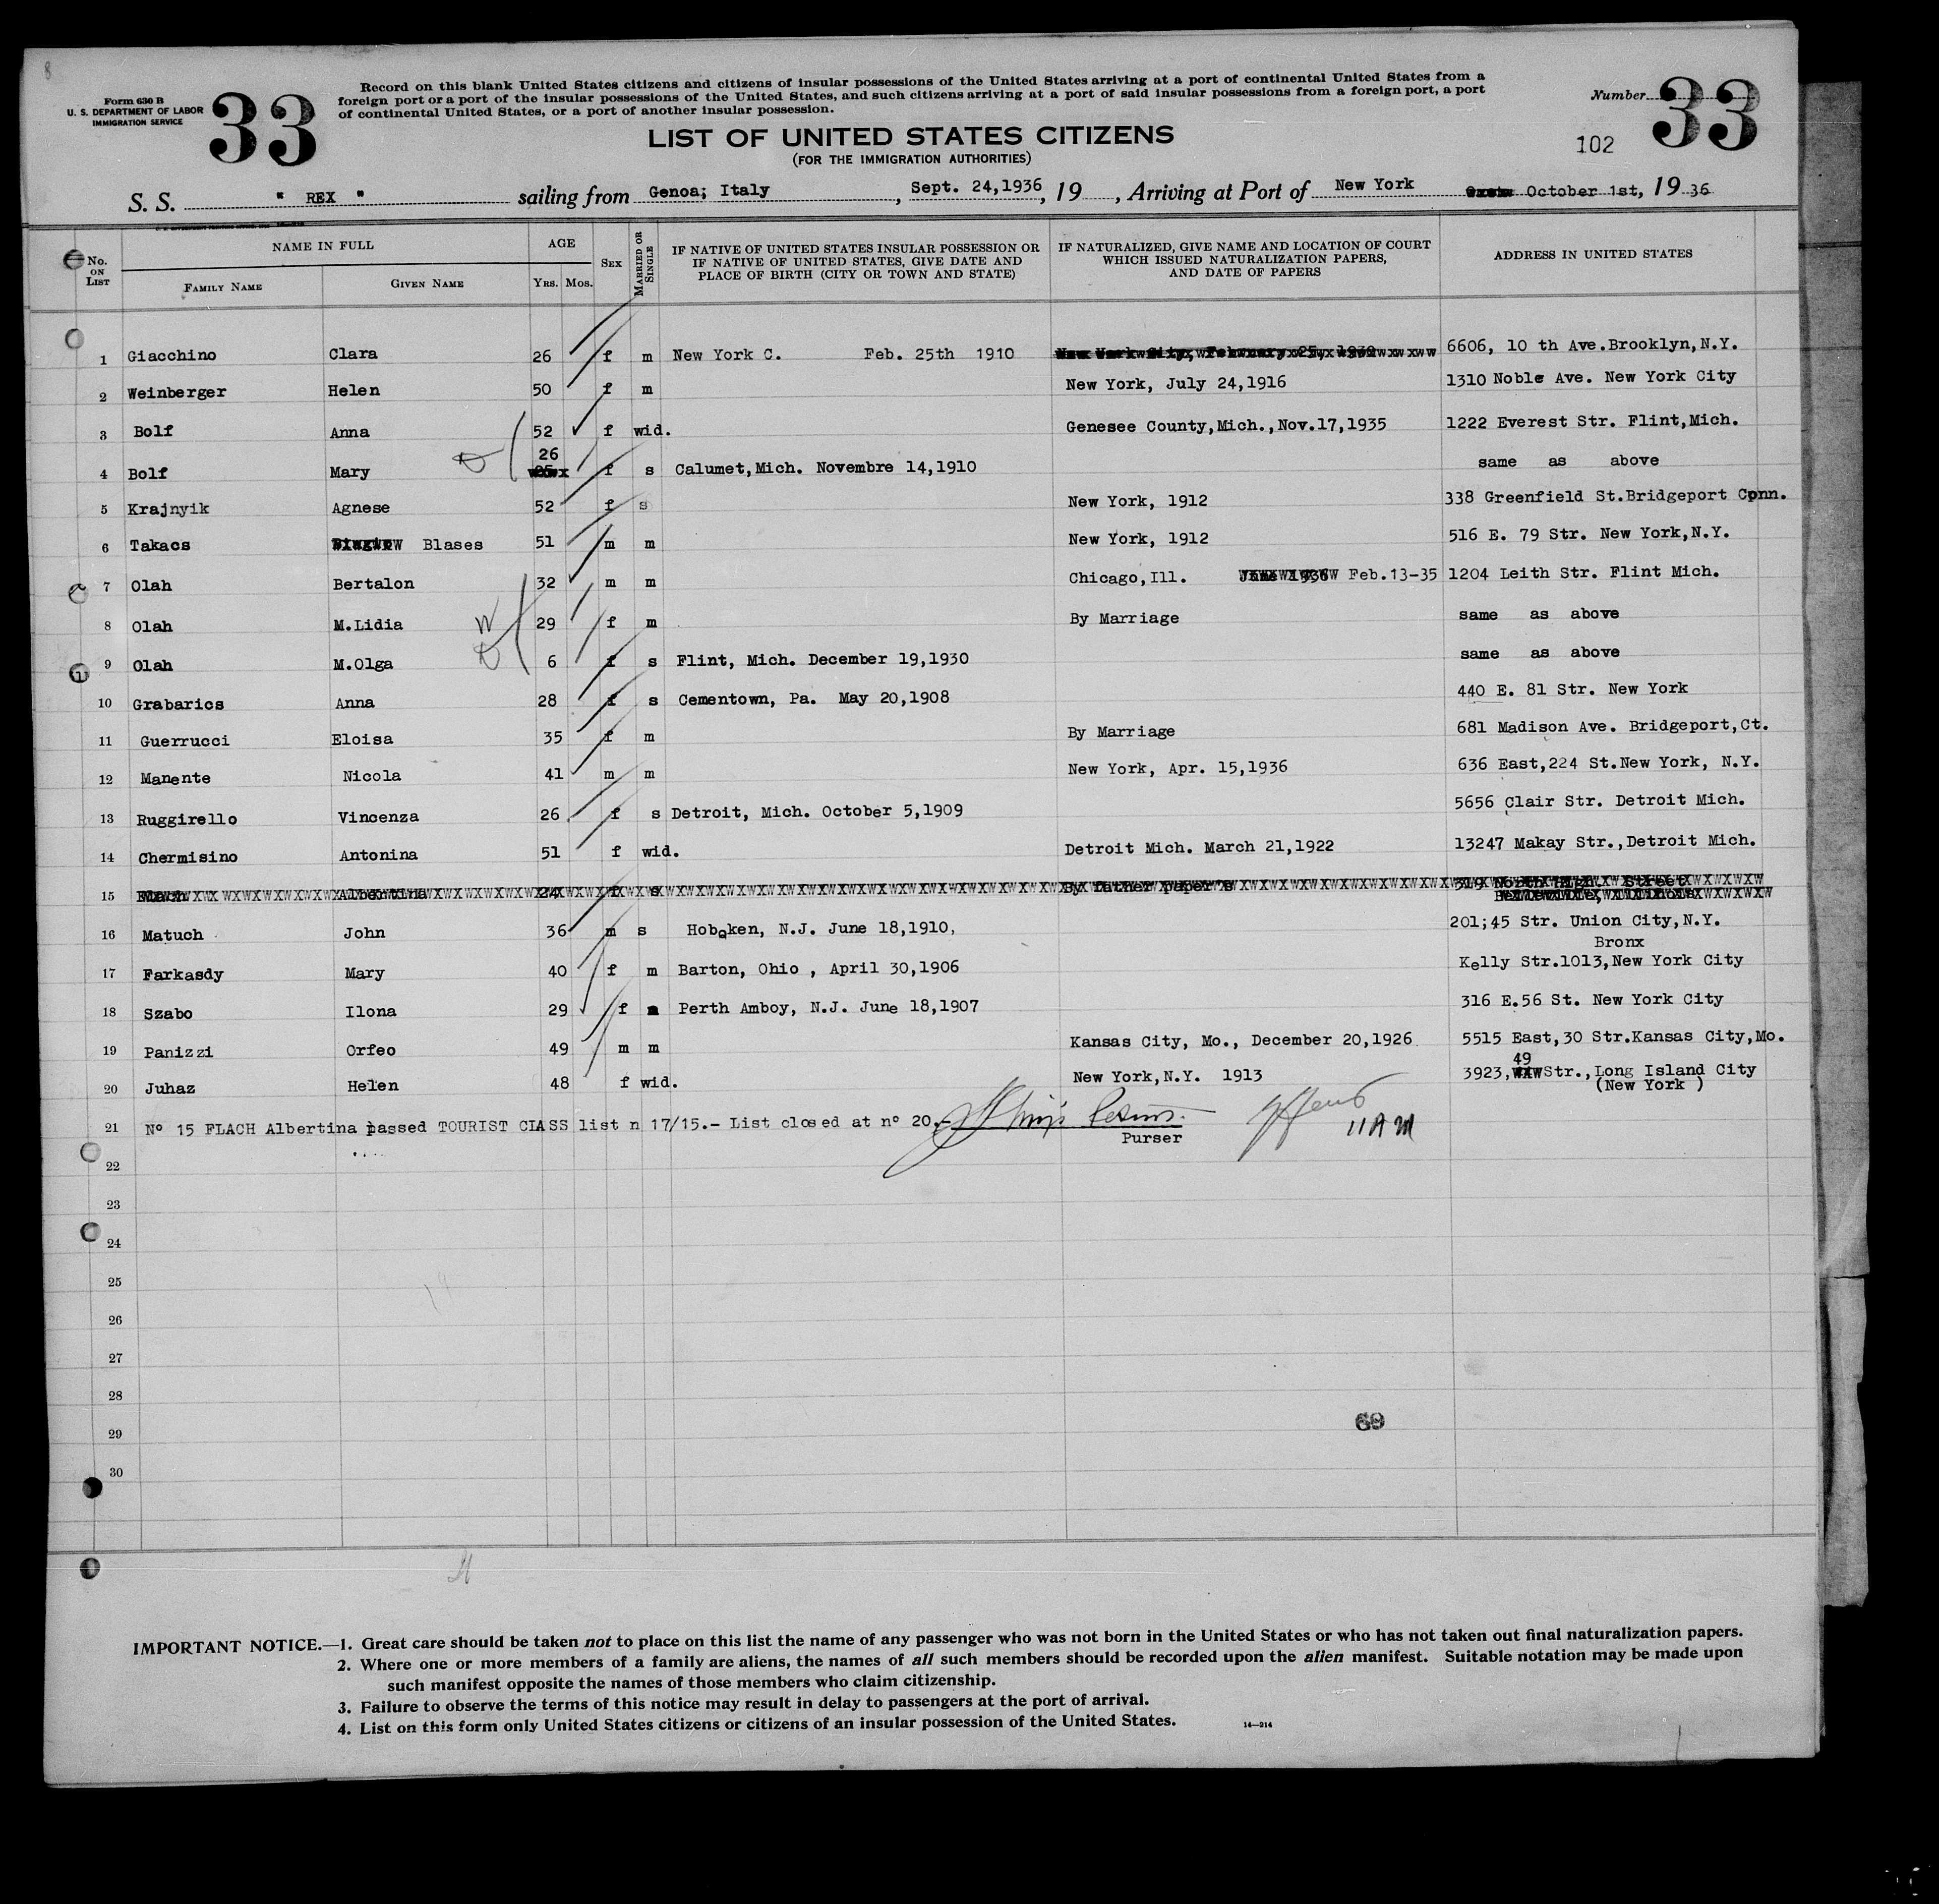 Form 630 B
U. S. DEPARTMENT OF LABOR
IMMIGRATION SERVICE
33
Record on this blank United States citizens and citizens of insular possessions of the United States arriving at a port of continental United States from a
foreign port or a port of the insular possessions of the United States, and such citizens arriving at a port of said insular possessions from a foreign port, a port
of continental United States, or a port of another insular possession.
Number 33
LIST OF UNITED STATES CITIZENS
(FOR THE IMMIGRATION AUTHORITIES)
102
S. S. " REX " sailing from Genoa; Italy, Sept. 24,1936, 19 , Arriving at Port of New York October 1st, 19 36
No. ON LIST
NAME IN FULL
FAMILY NAME
GIVEN NAME
AGE
YRS. MOS.
SEX
MARRIED OR SINGLE
IF NATIVE OF UNITED STATES INSULAR POSSESSION OR
IF NATIVE OF UNITED STATES, GIVE DATE AND
PLACE OF BIRTH (CITY OR TOWN AND STATE)
IF NATURALIZED, GIVE NAME AND LOCATION OF COURT
WHICH ISSUED NATURALIZATION PAPERS,
AND DATE OF PAPERS
ADDRESS IN UNITED STATES
1 Giacchino Clara 26 f m New York C. Feb. 25th 1910 6606, 10 th Ave.Brooklyn,N.Y.
2 Weinberger Helen 50 f m New York, July 24,1916 1310 Noble Ave. New York City
3 Bolf Anna 52 f wid. Genesee County,Mich.,Nov.17,1935 1222 Everest Str. Flint,Mich.
4 Bolf Mary 26 f s Calumet,Mich. Novembre 14,1910 same as above
5 Krajnyik Agnese 52 f s New York, 1912 338 Greenfield St.Bridgeport Conn.
6 Takacs Blases 51 m m New York, 1912 516 E. 79 Str. New York,N.Y.
7 Olah Bertalon 32 m m Chicago,Ill. Feb.13-35 1204 Leith Str. Flint Mich.
8 Olah M.Lidia 29 f m By Marriage same as above
9 Olah M.Olga 6 f s Flint, Mich. December 19,1930 same as above
10 Grabarics Anna 28 f s Cementown, Pa. May 20,1908 440 E. 81 Str. New York
11 Guerrucci Eloisa 35 f m By Marriage 681 Madison Ave. Bridgeport,Ct.
12 Manente Nicola 41 m m New York, Apr. 15,1936 636 East,224 St.New York, N.Y.
13 Ruggirello Vincenza 26 f s Detroit, Mich. October 5,1909 5656 Clair Str. Detroit Mich.
14 Chermisino Antonina 51 f wid. Detroit Mich. March 21,1922 13247 Makay Str.,Detroit Mich.
15 Flach Albertina 24 f s By father paper's 319 North High. Street
Belleville, Illinois
16 Matuch John 36 m s Hoboken, N.J. June 18,1910, 201;45 Str. Union City,N.Y.
Bronx
17 Farkasdy Mary 40 f m Barton, Ohio , April 30,1906 Kelly Str.1013,New York City
18 Szabo Ilona 29 f Perth Amboy, N.J. June 18,1907 316 E.56 St. New York City
19 Panizzi Orfeo 49 m m Kansas City, Mo., December 20,1926 5515 East,30 Str.Kansas City,Mo.
20 Juhaz Helen 48 f wid. New York,N.Y. 1913 3923, 49 Str.,Long Island City
(New York )
21 Nº 15 FLACH Albertina passed TOURIST CLASS list n 17/15.- List closed at nº 20.-
Purser
11 A M
22
23
24
25
26
27
28
29
30
69
IMPORTANT NOTICE.—1. Great care should be taken not to place on this list the name of any passenger who was not born in the United States or who has not taken out final naturalization papers.
2. Where one or more members of a family are aliens, the names of all such members should be recorded upon the alien manifest. Suitable notation may be made upon
such manifest opposite the names of those members who claim citizenship.
3. Failure to observe the terms of this notice may result in delay to passengers at the port of arrival.
4. List on this form only United States citizens or citizens of an insular possession of the United States.
14—214